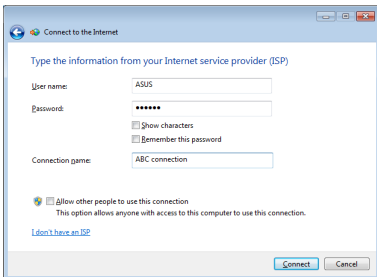 Connect to the Internet
Type the information from your Internet service provider (ISP)
User name: ASUS
Password: ●●●●●●
Show characters
Remember this password
Connection name: ABC connection
Allow other people to use this connection
This option allows anyone with access to this computer to use this connection.
I don't have an ISP
Connect Cancel